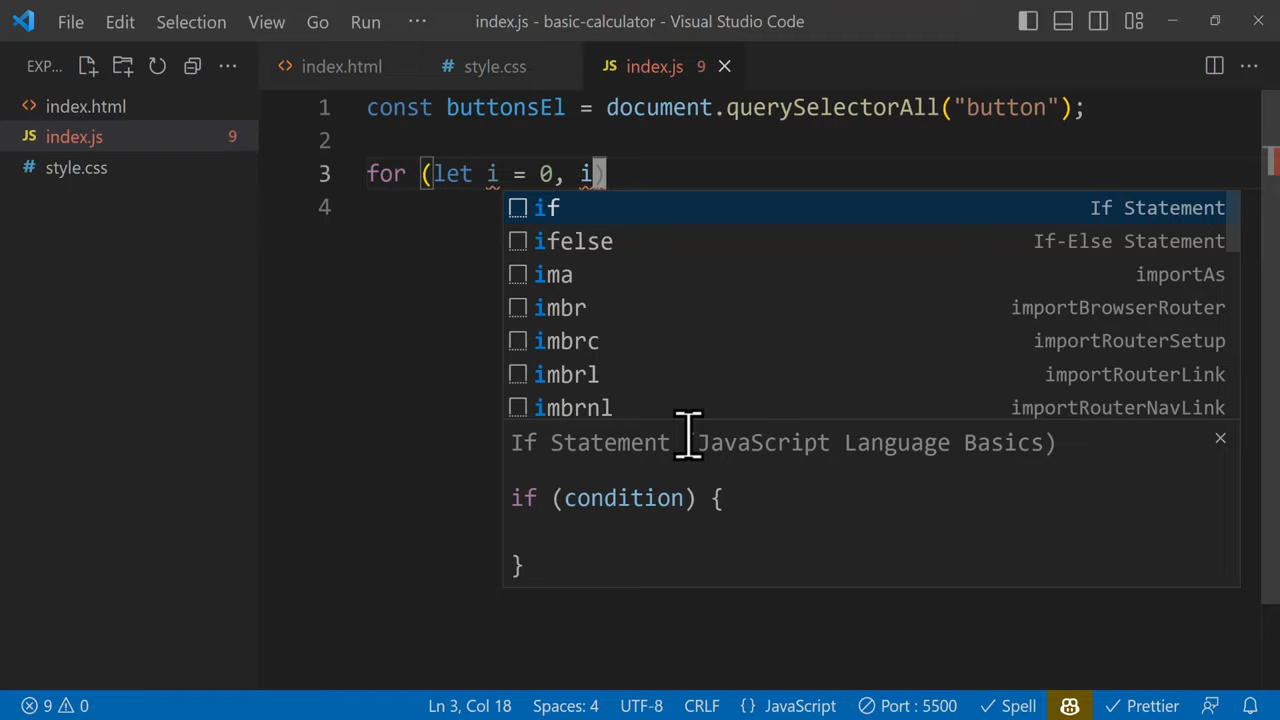 File Edit Selection View Go Run ··· index.js - basic-calculator - Visual Studio Code
EXP... ··· index.html style.css JS index.js 9
index.html
JS index.js 9
style.css
1 const buttonsEl = document.querySelectorAll("button");
2
3 for (let i = 0, i)
4
if If Statement
ifelse If-Else Statement
ima importAs
imbr importBrowserRouter
imbrc importRouterSetup
imbrl importRouterLink
imbrnl importRouterNavLink
If Statement (JavaScript Language Basics)
if (condition) {
}
9 0 Ln 3, Col 18 Spaces: 4 UTF-8 CRLF {} JavaScript Port : 5500 Spell Prettier